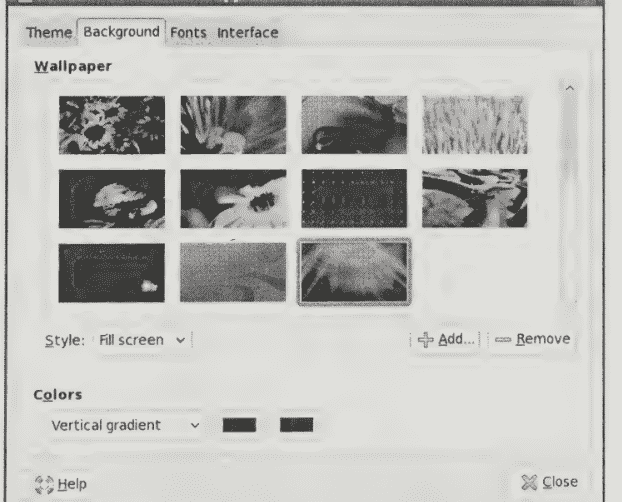 Theme Background Fonts Interface
Wallpaper
Style: Fill screen Add... Remove
Colors
Vertical gradient
Help Close